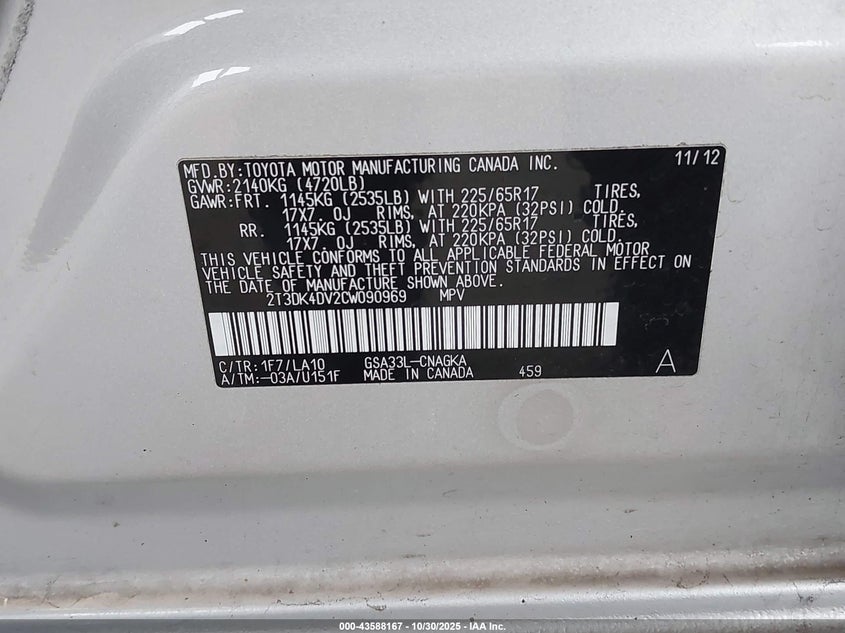 MFD.BY:TOYOTA MOTOR MANUFACTURING CANADA INC. 11/12
GVWR:2140KG (4720LB)
GAWR:FRT. 1145KG (2535LB) WITH 225/65R17 TIRES,
17X7.0J RIMS, AT 220KPA (32PSI) COLD.
RR. 1145KG (2535LB) WITH 225/65R17 TIRES,
17X7.0J RIMS, AT 220KPA (32PSI) COLD.
THIS VEHICLE CONFORMS TO ALL APPLICABLE FEDERAL MOTOR
VEHICLE SAFETY AND THEFT PREVENTION STANDARDS IN EFFECT ON
THE DATE OF MANUFACTURE SHOWN ABOVE.
2T3DK4DV2CW090969 MPV
C/TR:1F7/LA10 GSA33L-CNAGKA
A/TM:-03A/U151F MADE IN CANADA 459 A
000-43588167 - 10/30/2025 - IAA Inc.